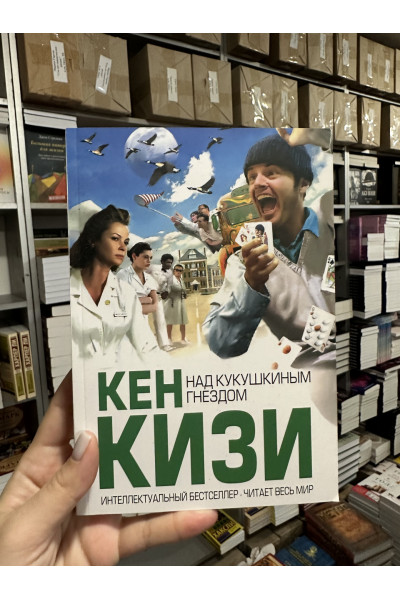 КЕН
НАД КУКУШКИНЫМ
ГНЕЗДОМ
КИЗИ
ИНТЕЛЛЕКТУАЛЬНЫЙ БЕСТСЕЛЛЕР · ЧИТАЕТ ВЕСЬ МИР